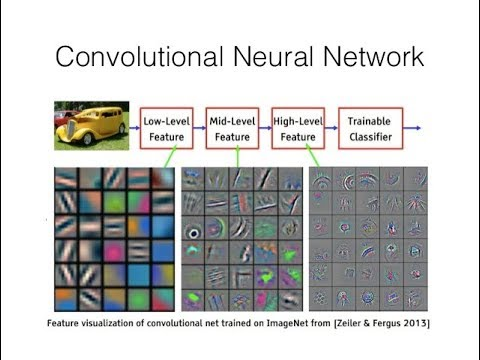 Convolutional Neural Network
Low-Level
Feature
Mid-Level
Feature
High-Level
Feature
Trainable
Classifier
Feature visualization of convolutional net trained on ImageNet from [Zeiler & Fergus 2013]